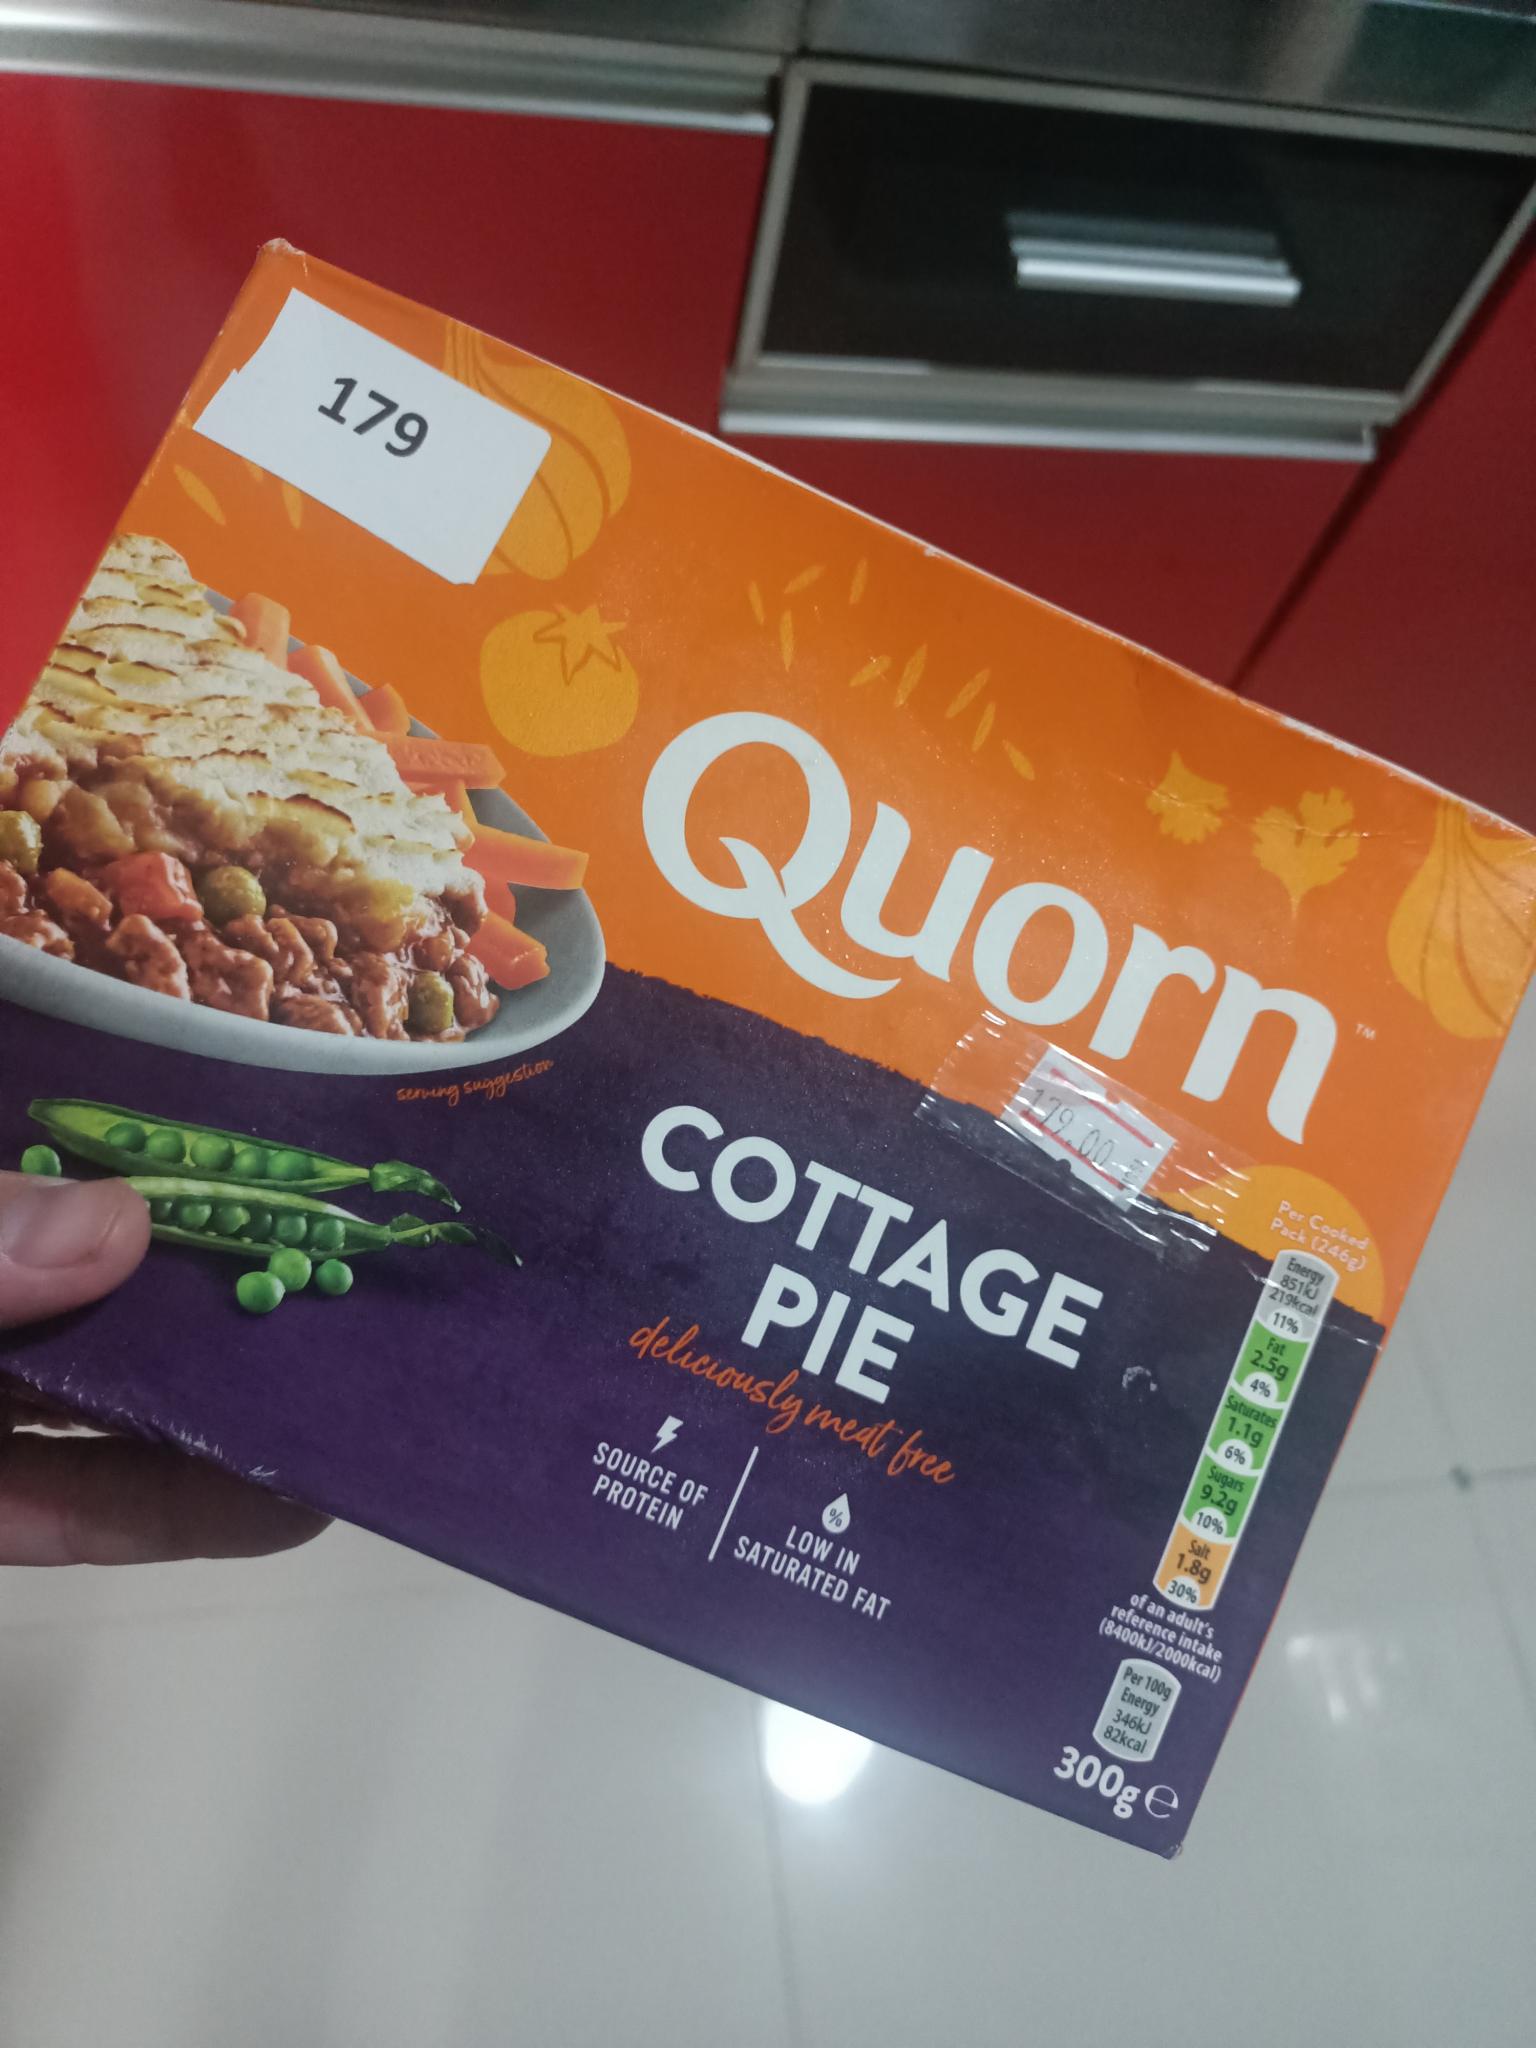 179
Quorn™
179.00
serving suggestion
COTTAGE
PIE
deliciously meat free
SOURCE OF
PROTEIN
%
LOW IN
SATURATED FAT
Per Cooked
Pack (246g)
Energy
851kJ
219kcal
11%
Fat
2.5g
4%
Saturates
1.1g
6%
Sugars
9.2g
10%
Salt
1.8g
30%
of an adult's
reference intake
(8400kJ/2000kcal)
Per 100g
Energy
346kJ
82kcal
300g ℮